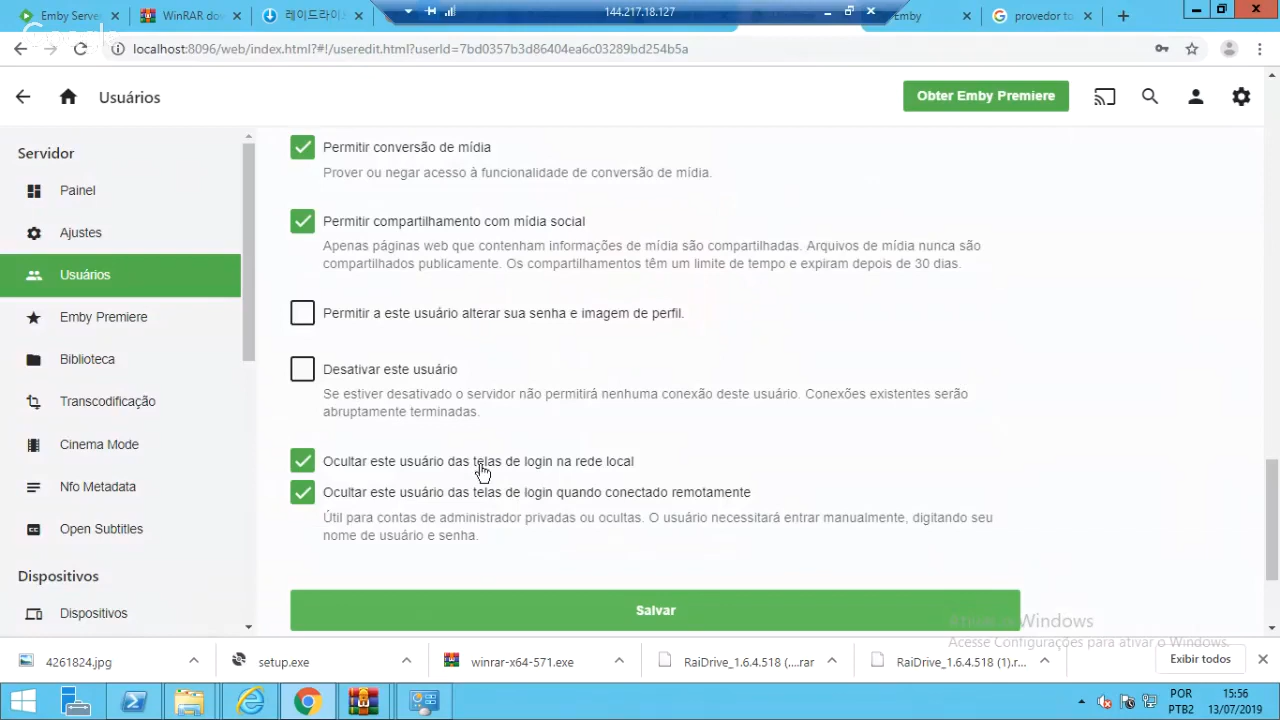 Emby Serve
WinRAR do
레이드라이
144.217.18.127
Emby
provedor to
localhost:8096/web/index.html?#!/useredit.html?userId=7bd0357b3d86404ea6c03289bd254b5a
Usuários
Obter Emby Premiere
Servidor
Painel
Ajustes
Usuários
Emby Premiere
Biblioteca
Transcodificação
Cinema Mode
Nfo Metadata
Open Subtitles
Dispositivos
Dispositivos
Permitir conversão de mídia
Prover ou negar acesso à funcionalidade de conversão de mídia.
Permitir compartilhamento com mídia social
Apenas páginas web que contenham informações de mídia são compartilhadas. Arquivos de mídia nunca são
compartilhados publicamente. Os compartilhamentos têm um limite de tempo e expiram depois de 30 dias.
Permitir a este usuário alterar sua senha e imagem de perfil.
Desativar este usuário
Se estiver desativado o servidor não permitirá nenhuma conexão deste usuário. Conexões existentes serão
abruptamente terminadas.
Ocultar este usuário das telas de login na rede local
Ocultar este usuário das telas de login quando conectado remotamente
Útil para contas de administrador privadas ou ocultas. O usuário necessitará entrar manualmente, digitando seu
nome de usuário e senha.
Salvar
Windows
Acesse Configurações para ativar o Windows.
4261824.jpg
setup.exe
winrar-x64-571.exe
RaiDrive_1.6.4.518 (....rar
RaiDrive_1.6.4.518 (1).r...
Exibir todos
POR
PTB2
15:56
13/07/2019